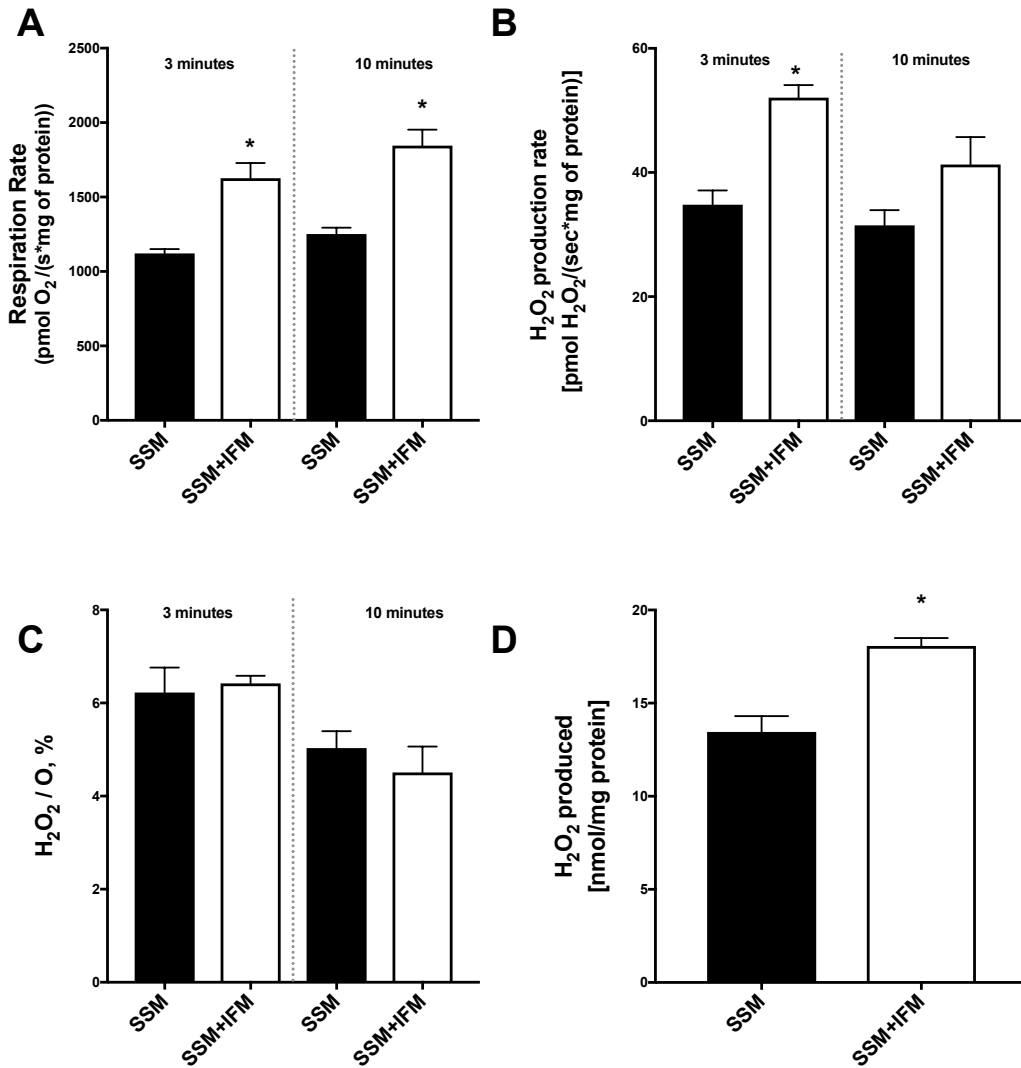 A
Respiration Rate
(pmol O₂/(s*mg of protein))
2500
2000
1500
1000
500
0
3 minutes
10 minutes
*
*
SSM
SSM+IFM
SSM
SSM+IFM
B
H₂O₂ production rate
[pmol H₂O₂/(sec*mg of protein)]
60
40
20
0
3 minutes
10 minutes
*
SSM
SSM+IFM
SSM
SSM+IFM
C
H₂O₂ / O, %
8
6
4
2
0
3 minutes
10 minutes
SSM
SSM+IFM
SSM
SSM+IFM
D
H₂O₂ produced
[nmol/mg protein]
20
15
10
5
0
*
SSM
SSM+IFM